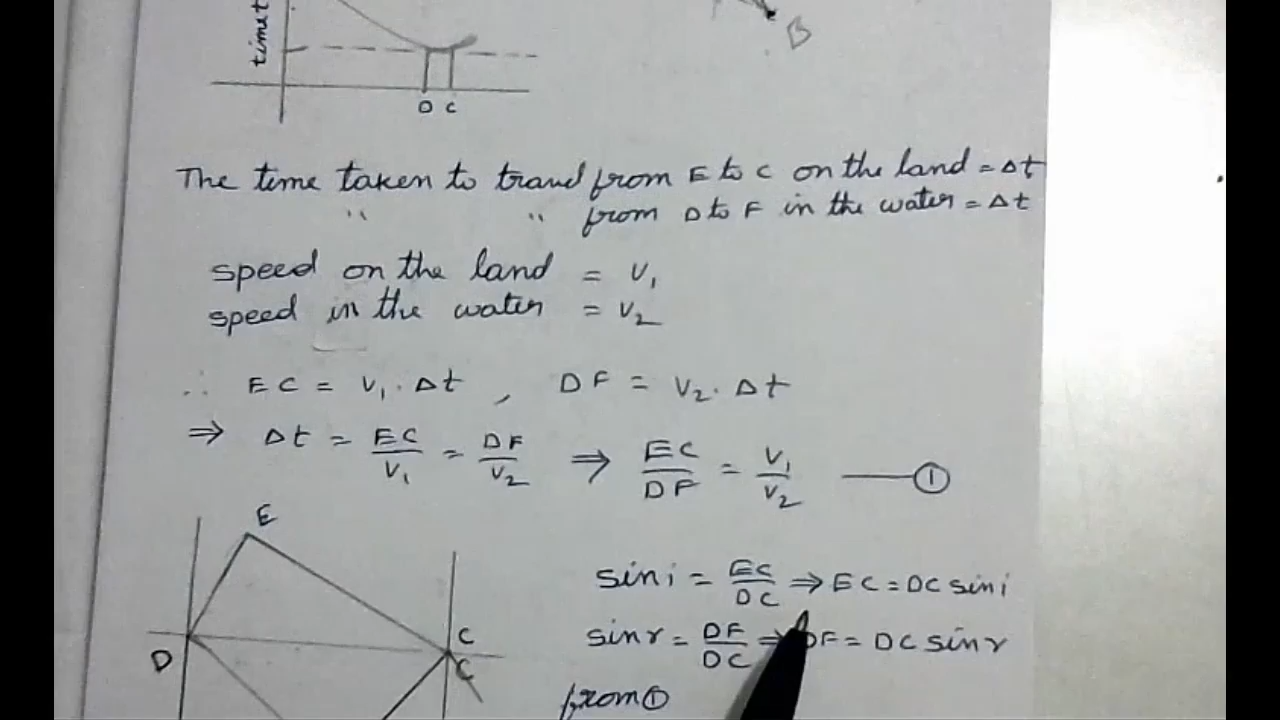 time t
B
D C
The time taken to travel from E to C on the land = Δt
" " from D to F in the water = Δt
speed on the land = V₁
speed in the water = V₂
∴ EC = V₁ . Δt , DF = V₂ . Δt
⇒ Δt = EC/V₁ = DF/V₂ ⇒ EC/DF = V₁/V₂ —— ①
E
sin i = EC/DC ⇒ EC = DC sin i
C
sin r = DF/DC ⇒ DF = DC sin r
D
C
from ①